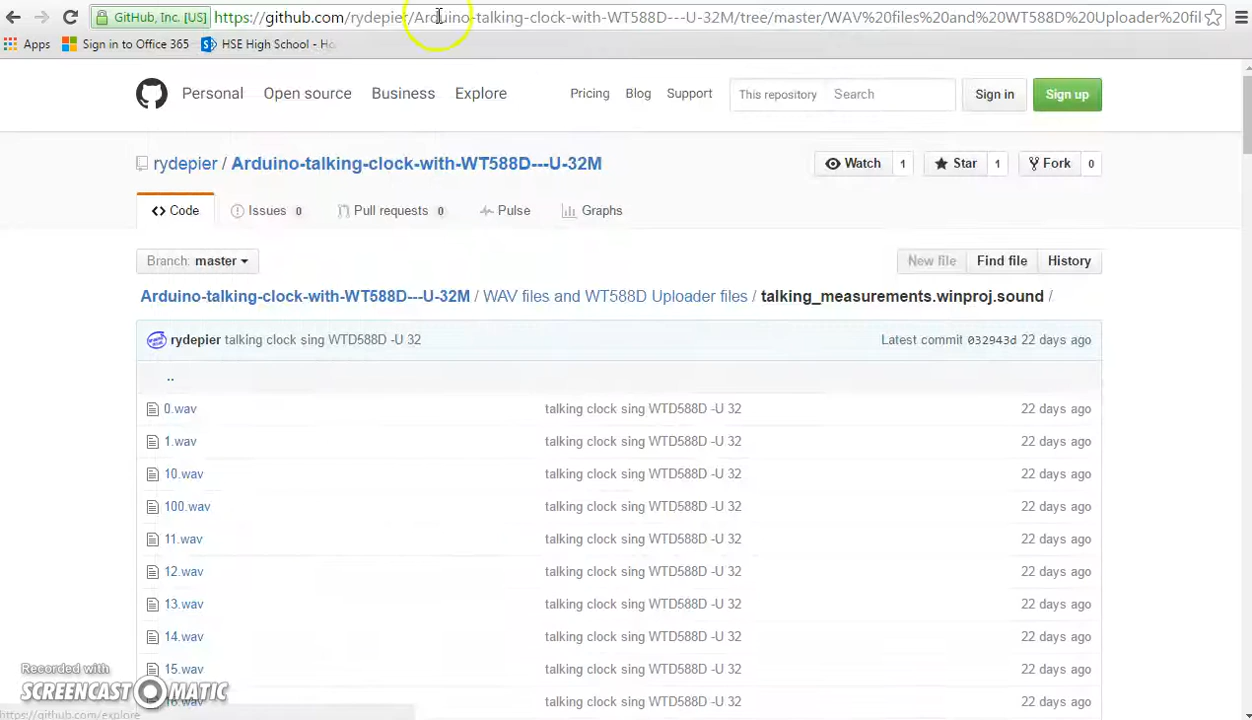 GitHub, Inc. [US] https://github.com/rydepier/Arduino-talking-clock-with-WT588D---U-32M/tree/master/WAV%20files%20and%20WT588D%20Uploader%20fil
Apps Sign in to Office 365 HSE High School - Ho
Personal Open source Business Explore Pricing Blog Support This repository Search Sign in Sign up
rydepier / Arduino-talking-clock-with-WT588D---U-32M Watch 1 Star 1 Fork 0
Code Issues 0 Pull requests 0 Pulse Graphs
Branch: master New file Find file History
Arduino-talking-clock-with-WT588D---U-32M / WAV files and WT588D Uploader files / talking_measurements.winproj.sound /
rydepier talking clock sing WTD588D -U 32 Latest commit 032943d 22 days ago
..
0.wav talking clock sing WTD588D -U 32 22 days ago
1.wav talking clock sing WTD588D -U 32 22 days ago
10.wav talking clock sing WTD588D -U 32 22 days ago
100.wav talking clock sing WTD588D -U 32 22 days ago
11.wav talking clock sing WTD588D -U 32 22 days ago
12.wav talking clock sing WTD588D -U 32 22 days ago
13.wav talking clock sing WTD588D -U 32 22 days ago
14.wav talking clock sing WTD588D -U 32 22 days ago
15.wav talking clock sing WTD588D -U 32 22 days ago
Recorded with
SCREENCAST MATIC
16.wav talking clock sing WTD588D -U 32 22 days ago
https://github.com/explore